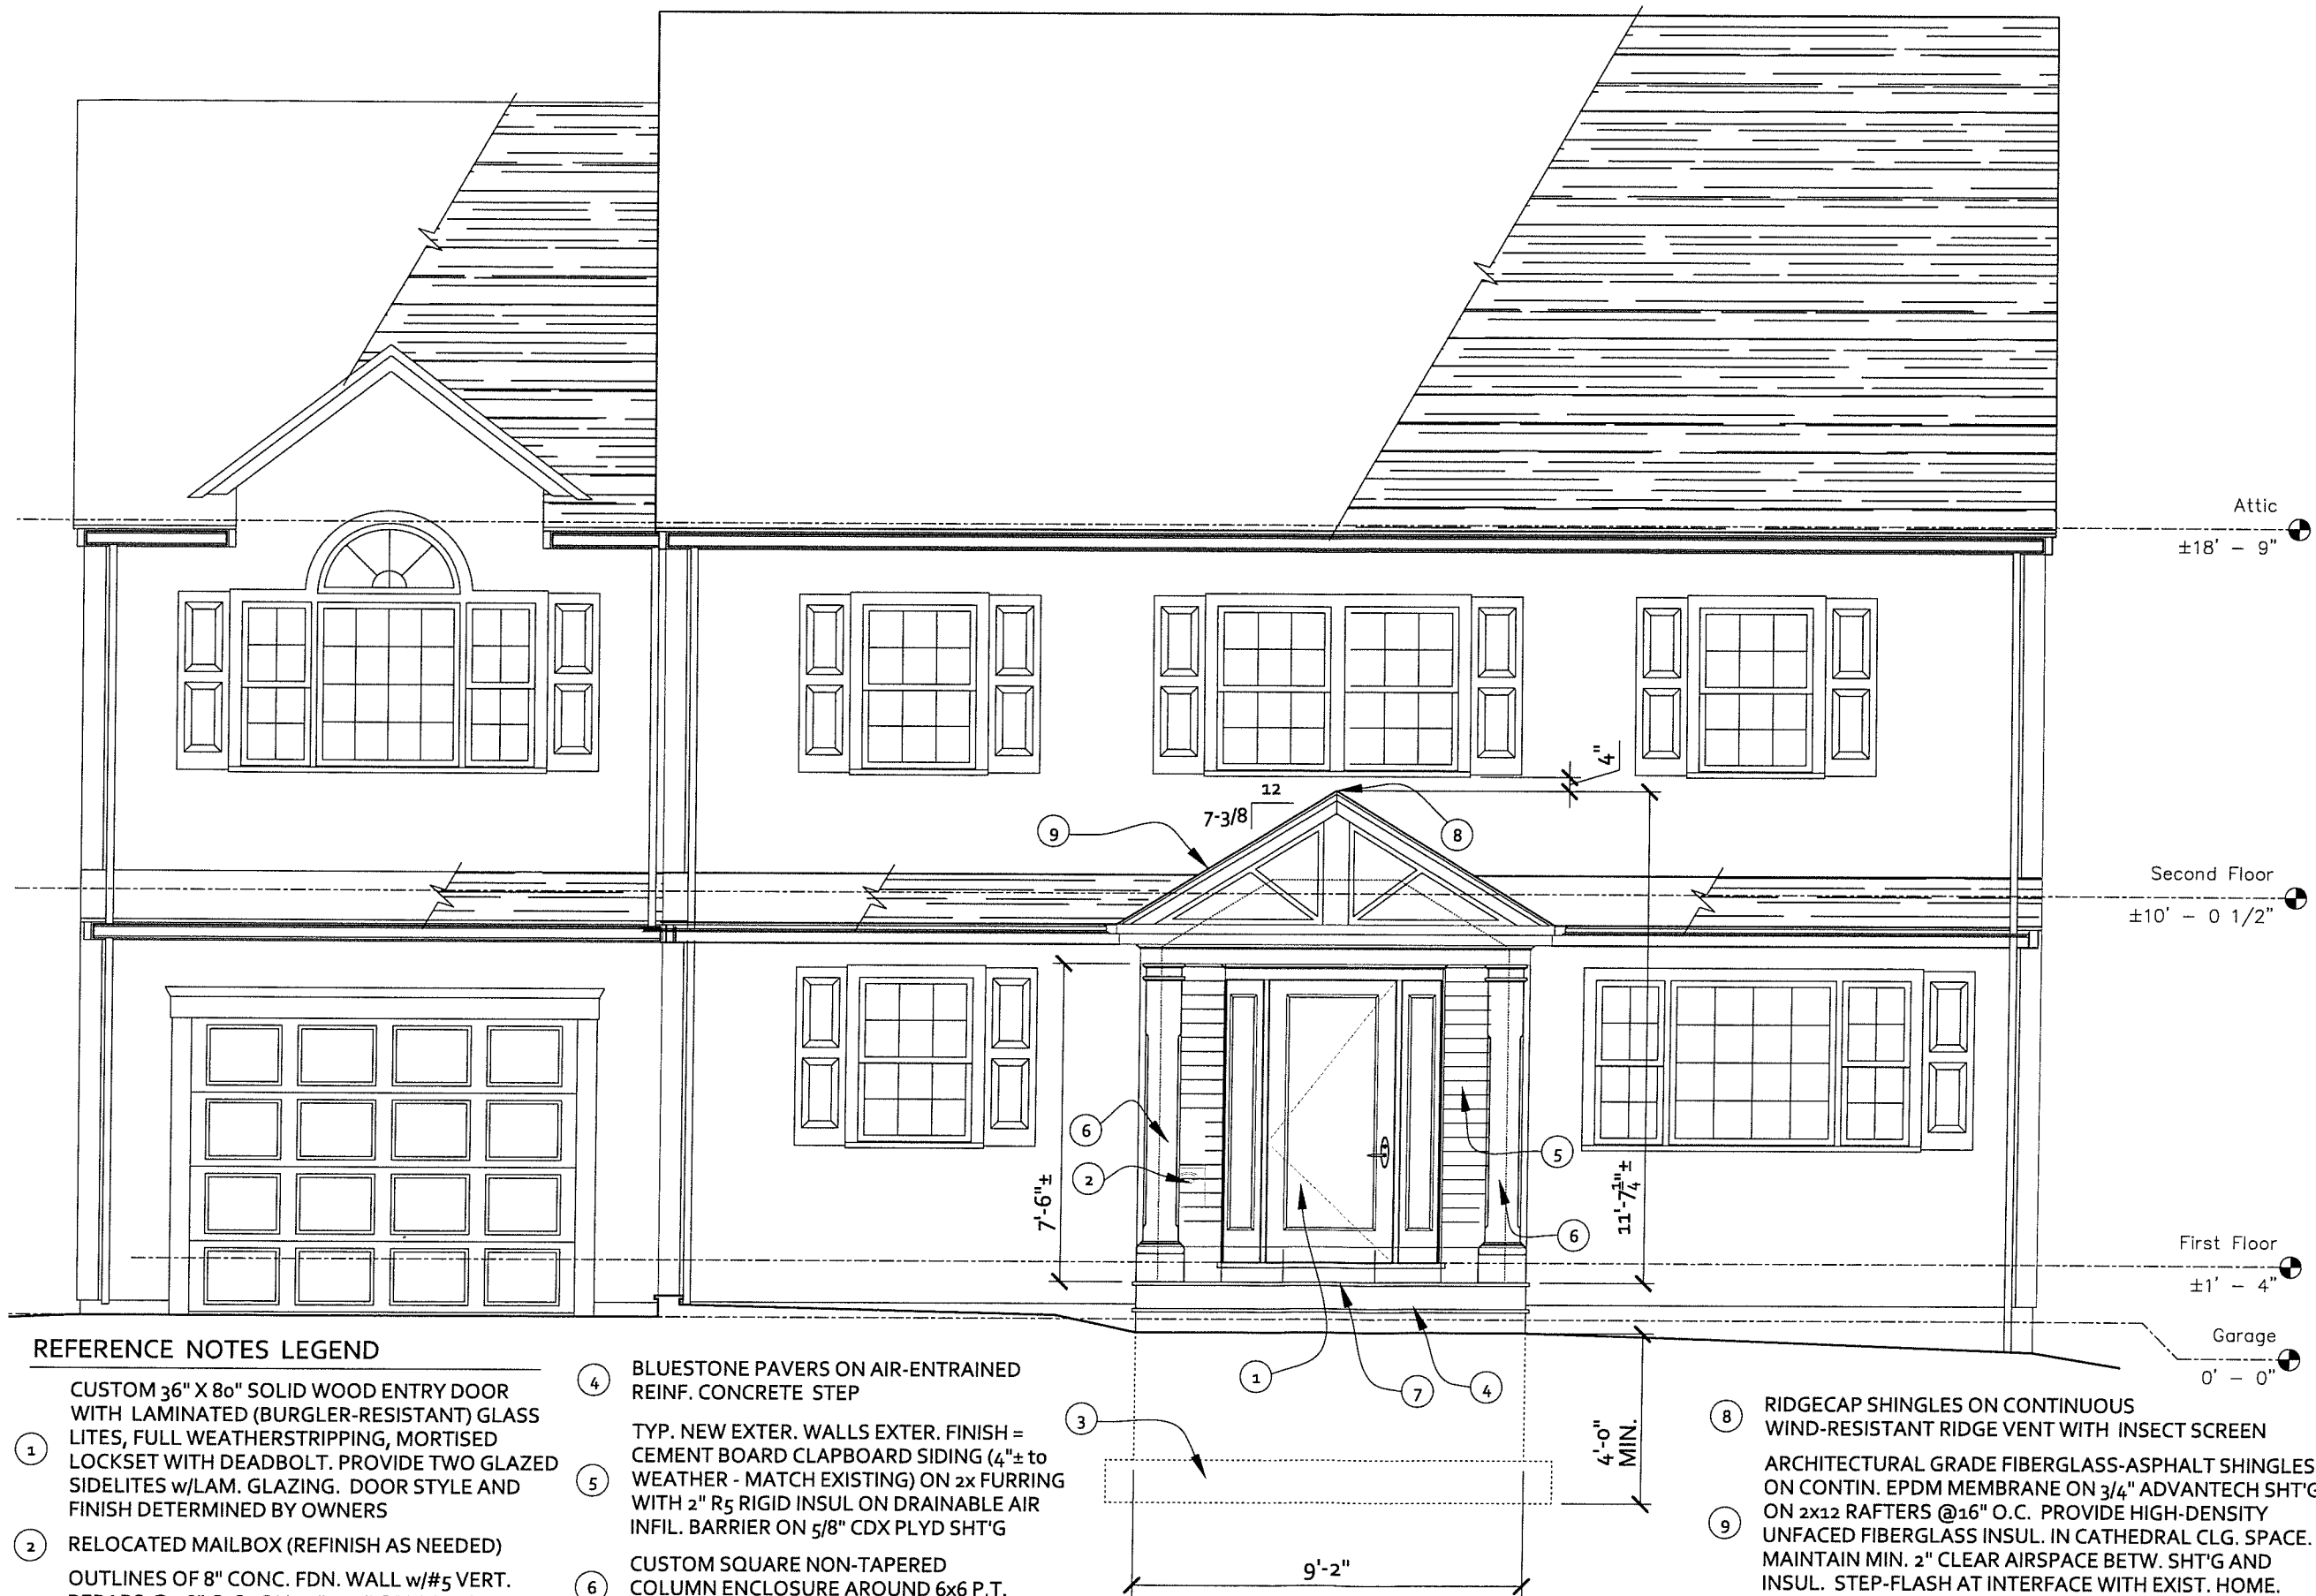 Attic
±18' - 9"
4"
12
7-3/8
9
8
Second Floor
±10' - 0 1/2"
6
2
7'-6"±
5
11'-7 1/4"±
6
First Floor
±1' - 4"
Garage
0' - 0"
1
7
4
3
4'-0"
MIN.
9'-2"
REFERENCE NOTES LEGEND
1
CUSTOM 36" X 80" SOLID WOOD ENTRY DOOR
WITH LAMINATED (BURGLER-RESISTANT) GLASS
LITES, FULL WEATHERSTRIPPING, MORTISED
LOCKSET WITH DEADBOLT. PROVIDE TWO GLAZED
SIDELITES w/LAM. GLAZING. DOOR STYLE AND
FINISH DETERMINED BY OWNERS
2
RELOCATED MAILBOX (REFINISH AS NEEDED)
OUTLINES OF 8" CONC. FDN. WALL w/#5 VERT.
4
BLUESTONE PAVERS ON AIR-ENTRAINED
REINF. CONCRETE STEP
5
TYP. NEW EXTER. WALLS EXTER. FINISH =
CEMENT BOARD CLAPBOARD SIDING (4"± to
WEATHER - MATCH EXISTING) ON 2x FURRING
WITH 2" R5 RIGID INSUL ON DRAINABLE AIR
INFIL. BARRIER ON 5/8" CDX PLYD SHT'G
6
CUSTOM SQUARE NON-TAPERED
COLUMN ENCLOSURE AROUND 6x6 P.T.
8
RIDGECAP SHINGLES ON CONTINUOUS
WIND-RESISTANT RIDGE VENT WITH INSECT SCREEN
9
ARCHITECTURAL GRADE FIBERGLASS-ASPHALT SHINGLES
ON CONTIN. EPDM MEMBRANE ON 3/4" ADVANTECH SHT'G
ON 2x12 RAFTERS @16" O.C. PROVIDE HIGH-DENSITY
UNFACED FIBERGLASS INSUL. IN CATHEDRAL CLG. SPACE.
MAINTAIN MIN. 2" CLEAR AIRSPACE BETW. SHT'G AND
INSUL. STEP-FLASH AT INTERFACE WITH EXIST. HOME.